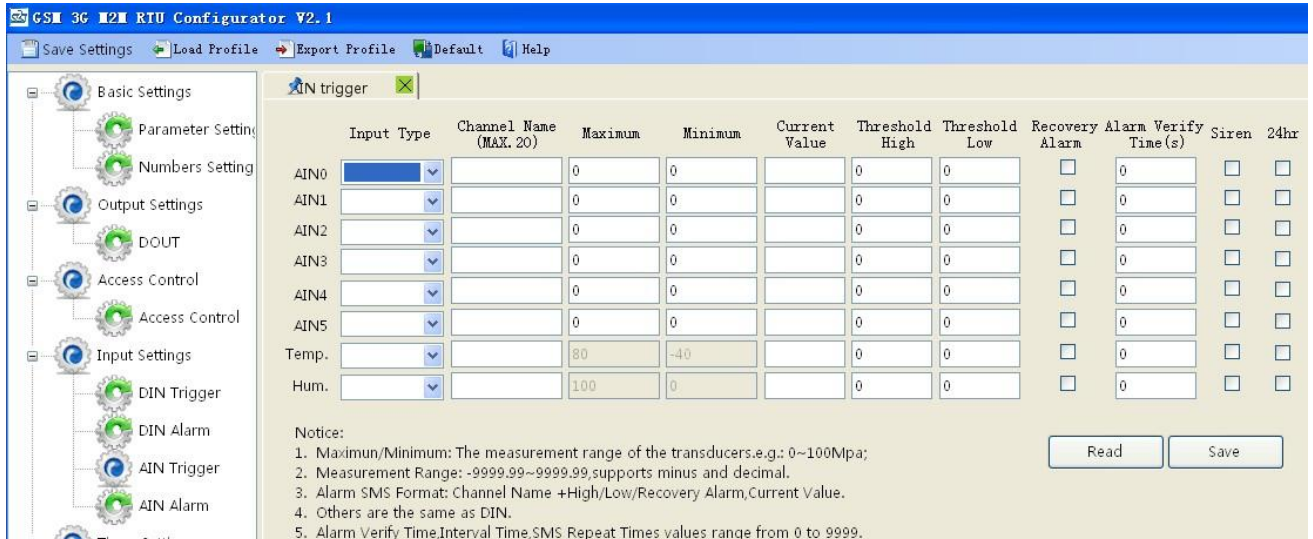 GSM 3G M2M RTU Configurator V2.1
Save Settings Load Profile Export Profile Default Help
Basic Settings
Parameter Setting
Numbers Setting
Output Settings
DOUT
Access Control
Access Control
Input Settings
DIN Trigger
DIN Alarm
AIN Trigger
AIN Alarm
AIN trigger
Input Type Channel Name (MAX.20) Maximum Minimum Current Value Threshold High Threshold Low Recovery Alarm Alarm Verify Time(s) Siren 24hr
AIN0 0 0 0 0 0
AIN1 0 0 0 0 0
AIN2 0 0 0 0 0
AIN3 0 0 0 0 0
AIN4 0 0 0 0 0
AIN5 0 0 0 0 0
Temp. 80 -40 0 0 0
Hum. 100 0 0 0 0
Notice:
1. Maximun/Minimum: The measurement range of the transducers.e.g.: 0~100Mpa;
2. Measurement Range: -9999.99~9999.99,supports minus and decimal.
3. Alarm SMS Format: Channel Name +High/Low/Recovery Alarm,Current Value.
4. Others are the same as DIN.
5. Alarm Verify Time,Interval Time,SMS Repeat Times values range from 0 to 9999.
Read Save